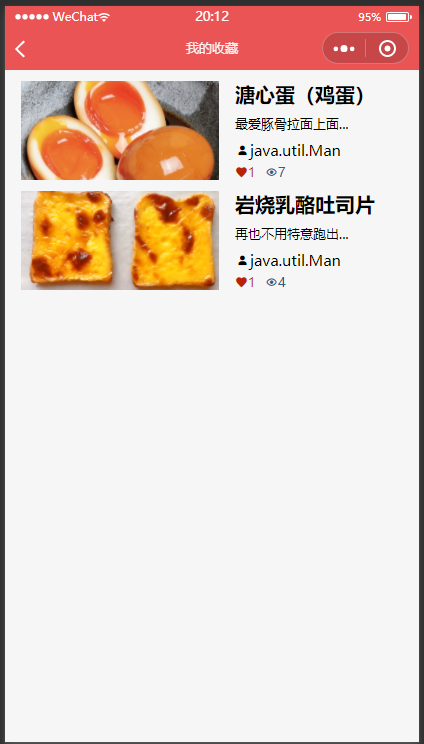 WeChat 20:12 95%
我的收藏
溏心蛋（鸡蛋）
最爱豚骨拉面上面...
java.util.Man
1 7
岩烧乳酪吐司片
再也不用特意跑出...
java.util.Man
1 4